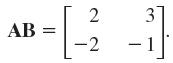 AB = [ 2 3
-2 -1 ].